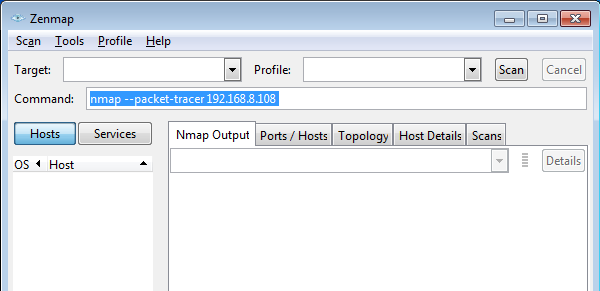 Zenmap
Scan Tools Profile Help
Target: Profile: Scan Cancel
Command: nmap --packet-tracer 192.168.8.108
Hosts Services Nmap Output Ports / Hosts Topology Host Details Scans
OS Host Details